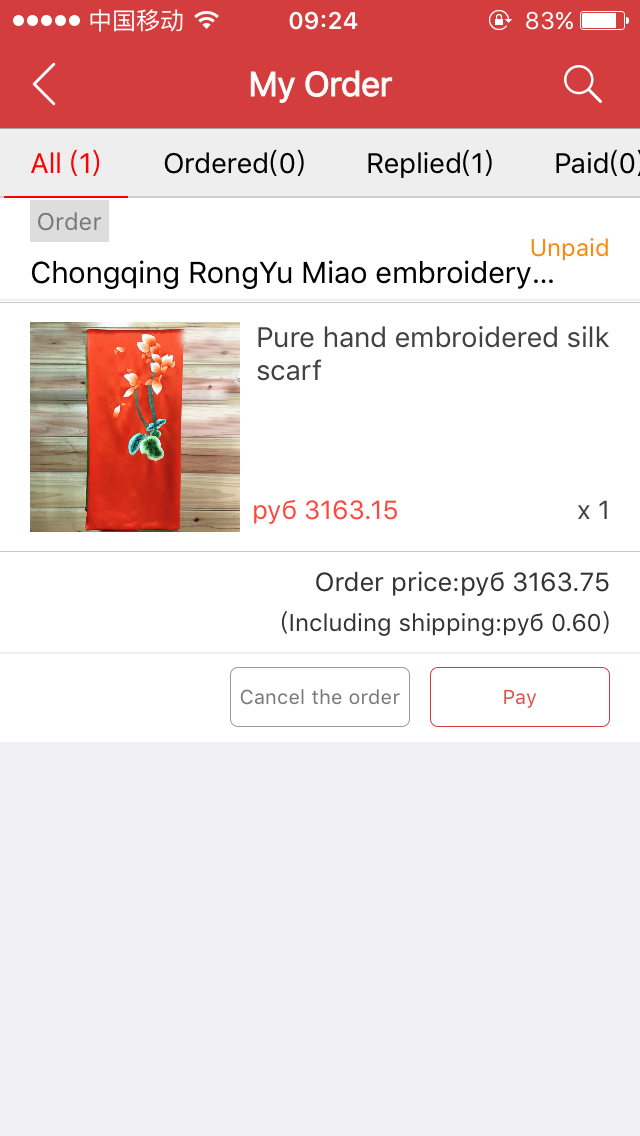 中国移动 09:24 83%
My Order
All (1) Ordered(0) Replied(1) Paid(0)
Order
Unpaid
Chongqing RongYu Miao embroidery...
Pure hand embroidered silk
scarf
руб 3163.15 x 1
Order price:руб 3163.75
(Including shipping:руб 0.60)
Cancel the order Pay